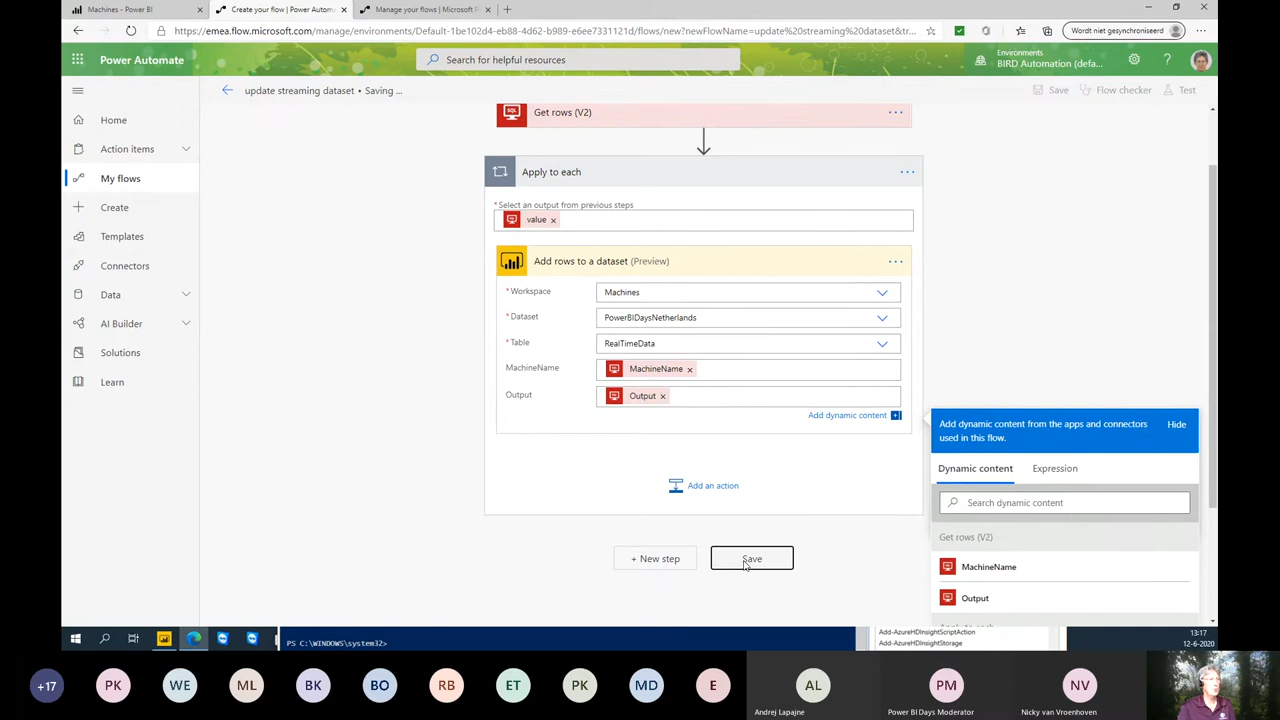 Machines - Power BI
Create your flow | Power Automa
Manage your flows | Microsoft P
https://emea.flow.microsoft.com/manage/environments/Default-1be102d4-eb88-4d62-b989-e6ee7331121d/flows/new?newFlowName=update%20streaming%20dataset&tr...
Wordt niet gesynchroniseerd
Power Automate
Search for helpful resources
Environments
BIRD Automation (defa...
update streaming dataset • Saving ...
Save
Flow checker
Test
Home
Action items
My flows
Create
Templates
Connectors
Data
AI Builder
Solutions
Learn
Get rows (V2)
Apply to each
* Select an output from previous steps
value
Add rows to a dataset (Preview)
* Workspace
Machines
* Dataset
PowerBIDaysNetherlands
* Table
RealTimeData
MachineName
MachineName
Output
Output
Add dynamic content
Add an action
+ New step
Save
Add dynamic content from the apps and connectors
used in this flow.
Hide
Dynamic content
Expression
Search dynamic content
Get rows (V2)
MachineName
Output
PS C:\WINDOWS\system32>
Add-AzureHDInsightScriptAction
Add-AzureHDInsightStorage
13:17
12-6-2020
+17
PK
WE
ML
BK
BO
RB
ET
PK
MD
E
AL
PM
NV
Andrej Lapajne
Power BI Days Moderator
Nicky van Vroenhoven